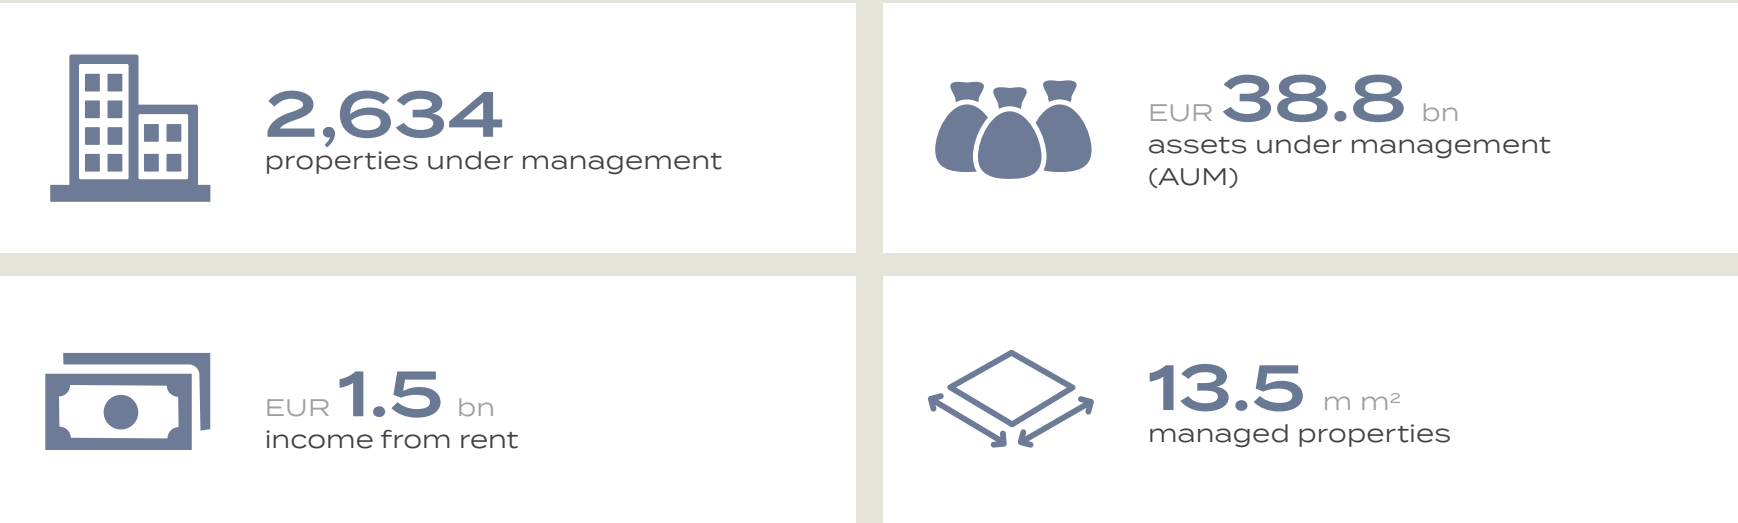 2,634
properties under management
EUR 38.8 bn
assets under management
(AUM)
EUR 1.5 bn
income from rent
13.5 m m²
managed properties